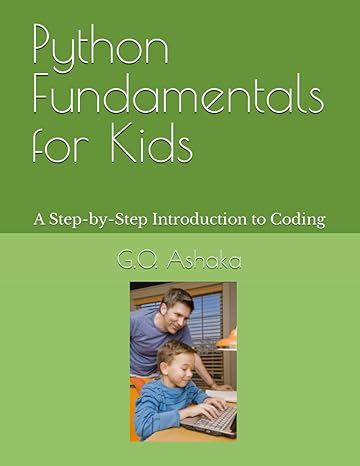 Python
Fundamentals
for Kids
A Step-by-Step Introduction to Coding
G.O. Ashaka